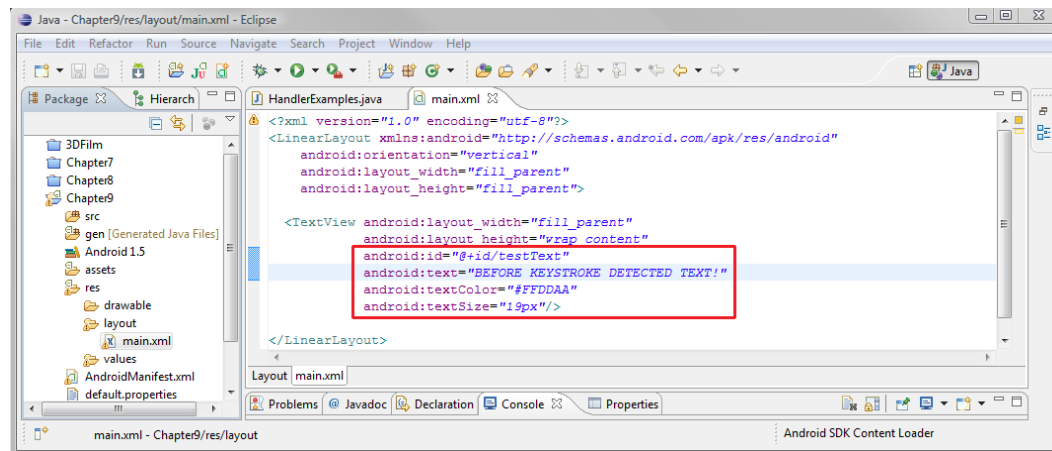 Java - Chapter9/res/layout/main.xml - Eclipse
File Edit Refactor Run Source Navigate Search Project Window Help
Java
Package Hierarch
HandlerExamples.java main.xml
3DFilm
Chapter7
Chapter8
Chapter9
src
gen [Generated Java Files]
Android 1.5
assets
res
drawable
layout
main.xml
values
AndroidManifest.xml
default.properties
<?xml version="1.0" encoding="utf-8"?>
<LinearLayout xmlns:android="http://schemas.android.com/apk/res/android"
android:orientation="vertical"
android:layout_width="fill_parent"
android:layout_height="fill_parent">
<TextView android:layout_width="fill_parent"
android:layout_height="wrap_content"
android:id="@+id/testText"
android:text="BEFORE KEYSTROKE DETECTED TEXT!"
android:textColor="#FFDDAA"
android:textSize="19px"/>
</LinearLayout>
Layout main.xml
Problems Javadoc Declaration Console Properties
main.xml - Chapter9/res/layout
Android SDK Content Loader